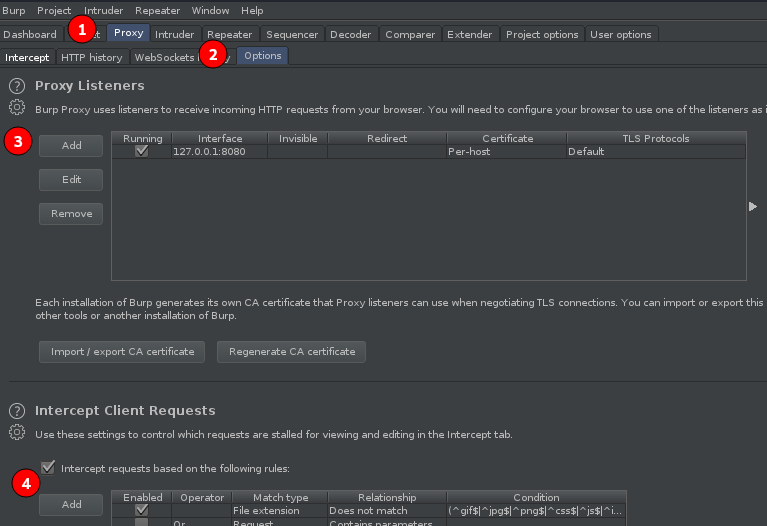 Burp Project Intruder Repeater Window Help
1
Dashboard Proxy Intruder Repeater Sequencer Decoder Comparer Extender Project options User options
2
Intercept HTTP history WebSockets Options
Proxy Listeners
Burp Proxy uses listeners to receive incoming HTTP requests from your browser. You will need to configure your browser to use one of the listeners as i
3
Add
Running Interface Invisible Redirect Certificate TLS Protocols
127.0.0.1:8080 Per-host Default
Edit
Remove
Each installation of Burp generates its own CA certificate that Proxy listeners can use when negotiating TLS connections. You can import or export this
other tools or another installation of Burp.
Import / export CA certificate Regenerate CA certificate
Intercept Client Requests
Use these settings to control which requests are stalled for viewing and editing in the Intercept tab.
Intercept requests based on the following rules:
4
Add
Enabled Operator Match type Relationship Condition
File extension Does not match (^gif$|^jpg$|^png$|^css$|^js$|^i...
Or Request Contains parameters